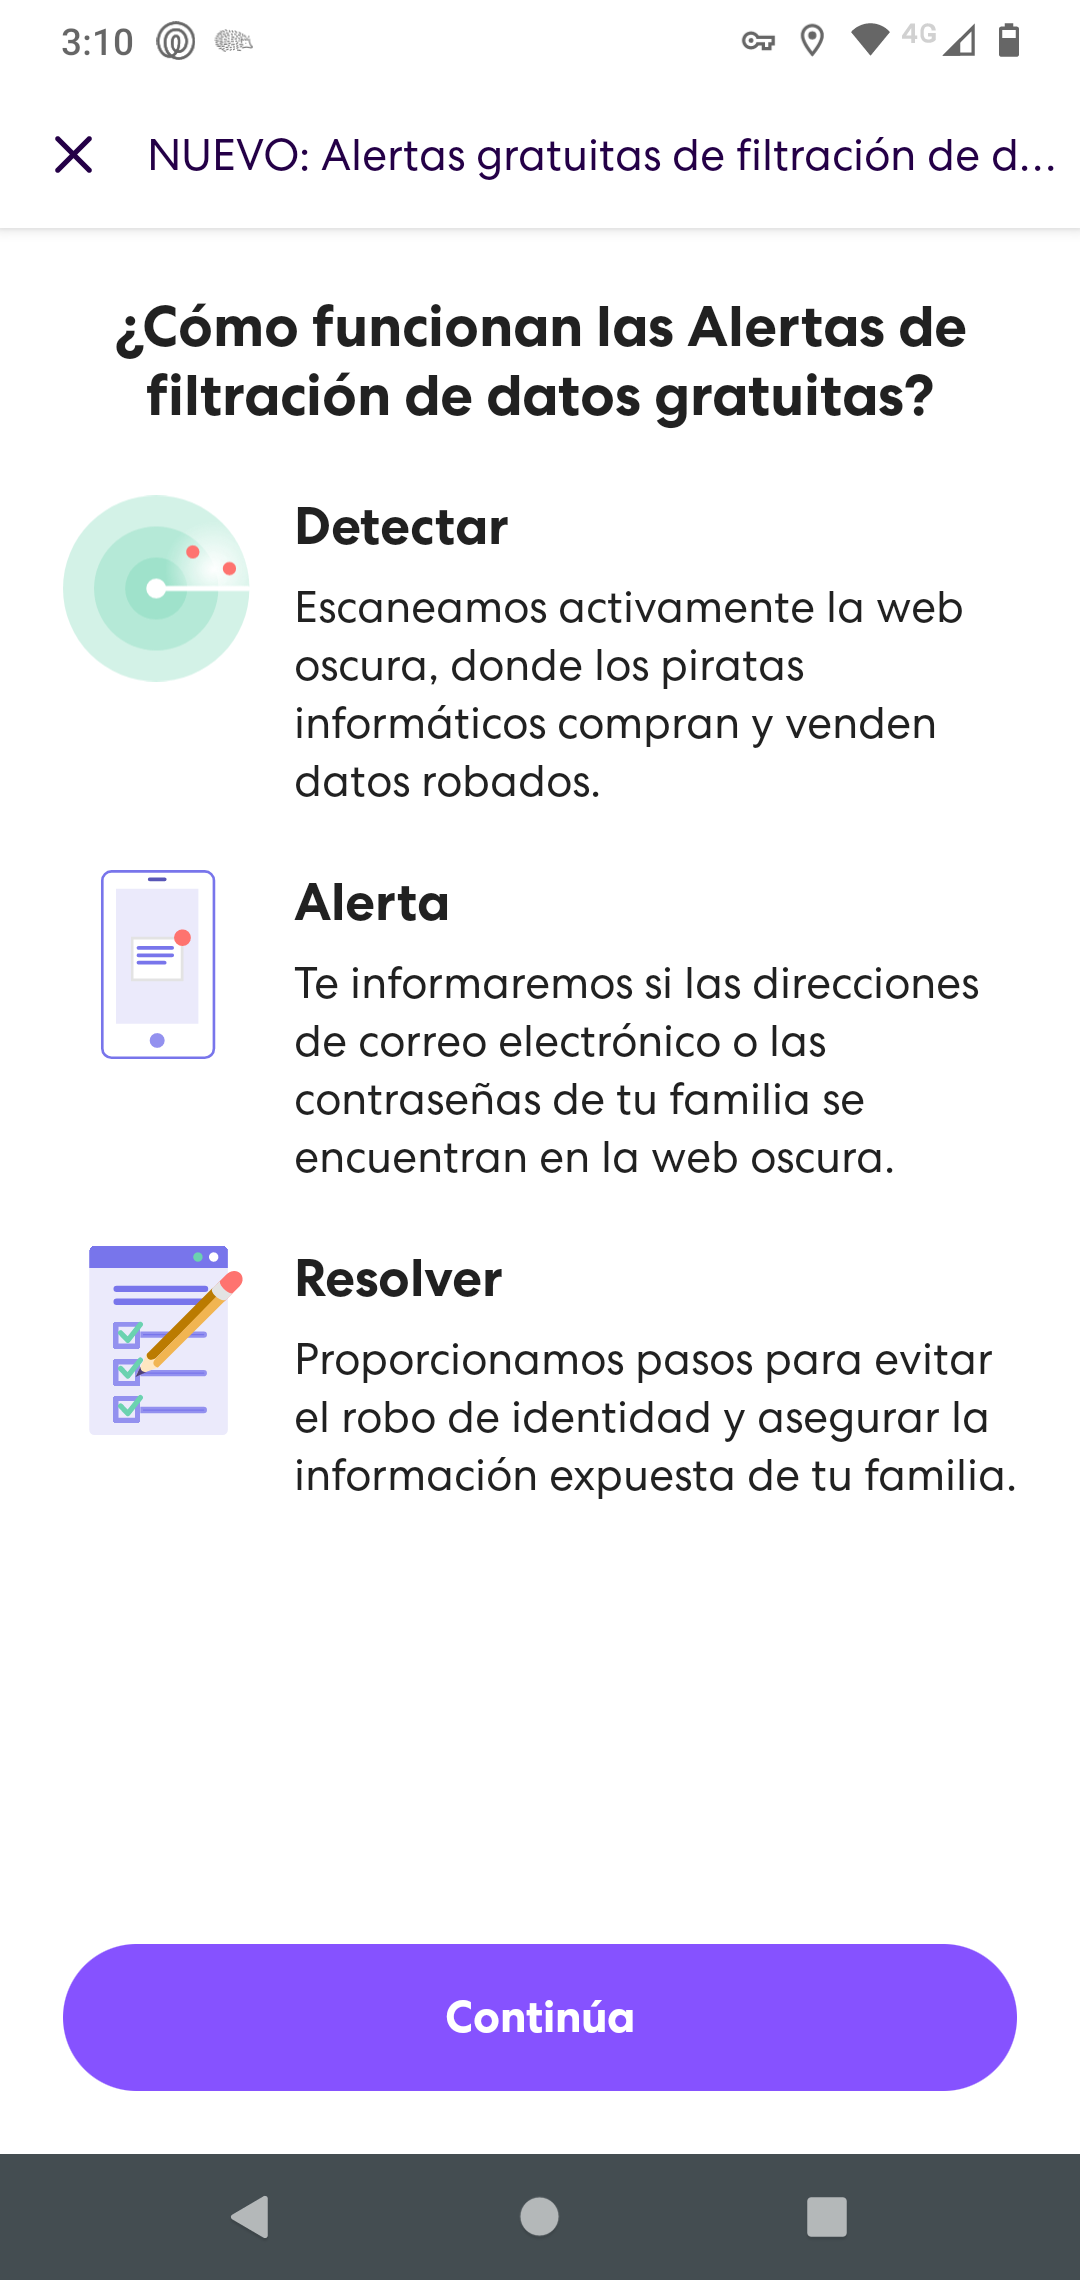 3:10
4G
NUEVO: Alertas gratuitas de filtración de d...
¿Cómo funcionan las Alertas de
filtración de datos gratuitas?
Detectar
Escaneamos activamente la web
oscura, donde los piratas
informáticos compran y venden
datos robados.
Alerta
Te informaremos si las direcciones
de correo electrónico o las
contraseñas de tu familia se
encuentran en la web oscura.
Resolver
Proporcionamos pasos para evitar
el robo de identidad y asegurar la
información expuesta de tu familia.
Continúa